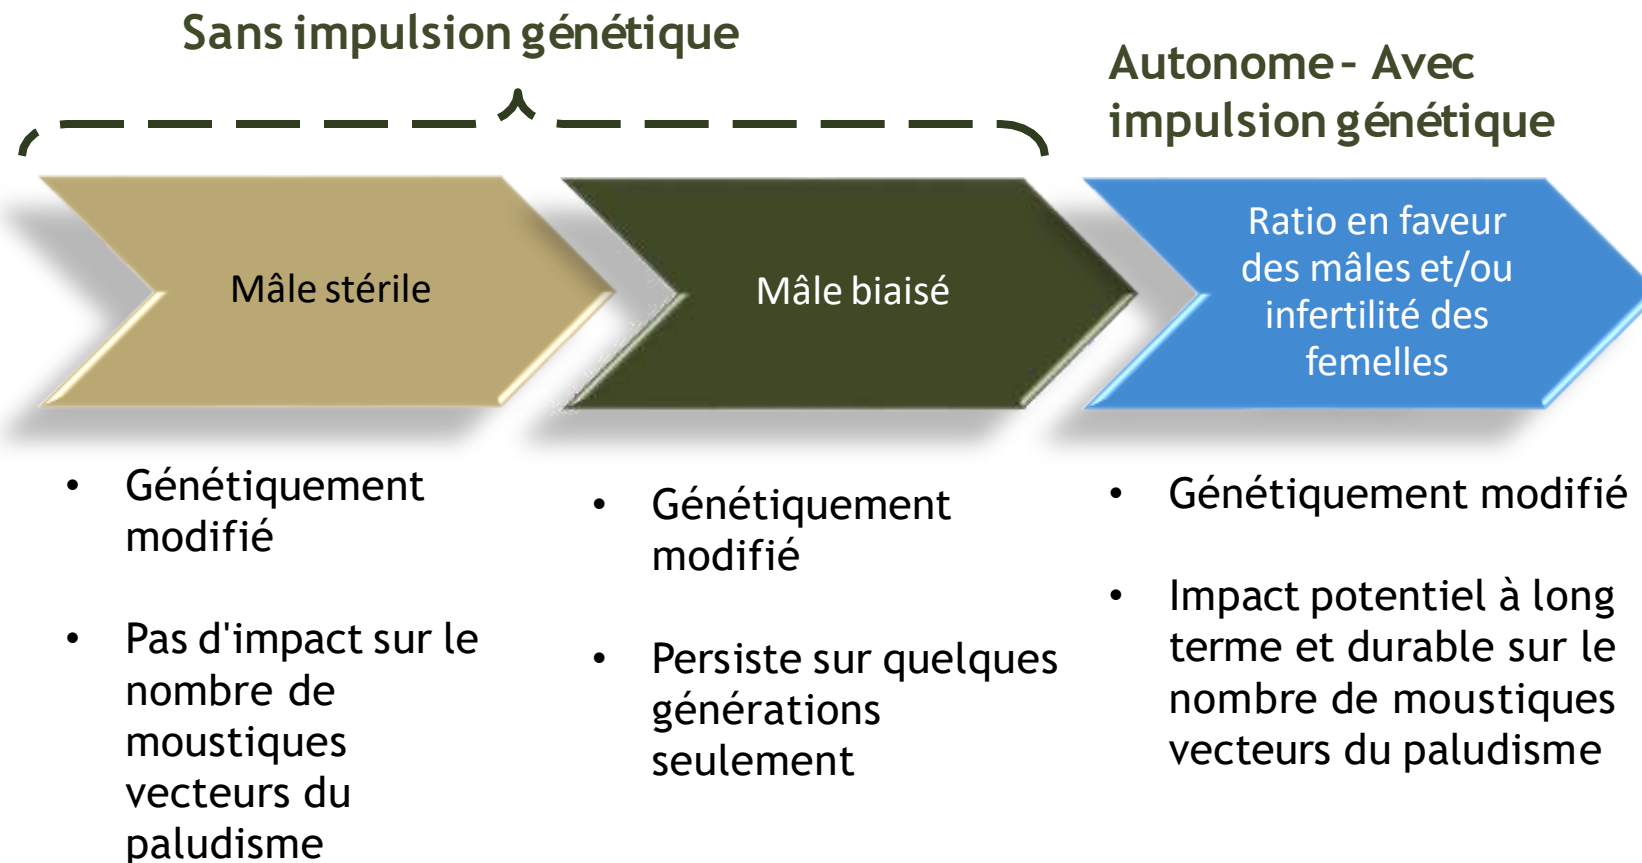 Sans impulsion génétique
Autonome - Avec
impulsion génétique
Mâle stérile
Mâle biaisé
Ratio en faveur
des mâles et/ou
infertilité des
femelles
• Génétiquement
modifié
• Pas d'impact sur le
nombre de
moustiques
vecteurs du
paludisme
• Génétiquement
modifié
• Persiste sur quelques
générations
seulement
• Génétiquement modifié
• Impact potentiel à long
terme et durable sur le
nombre de moustiques
vecteurs du paludisme